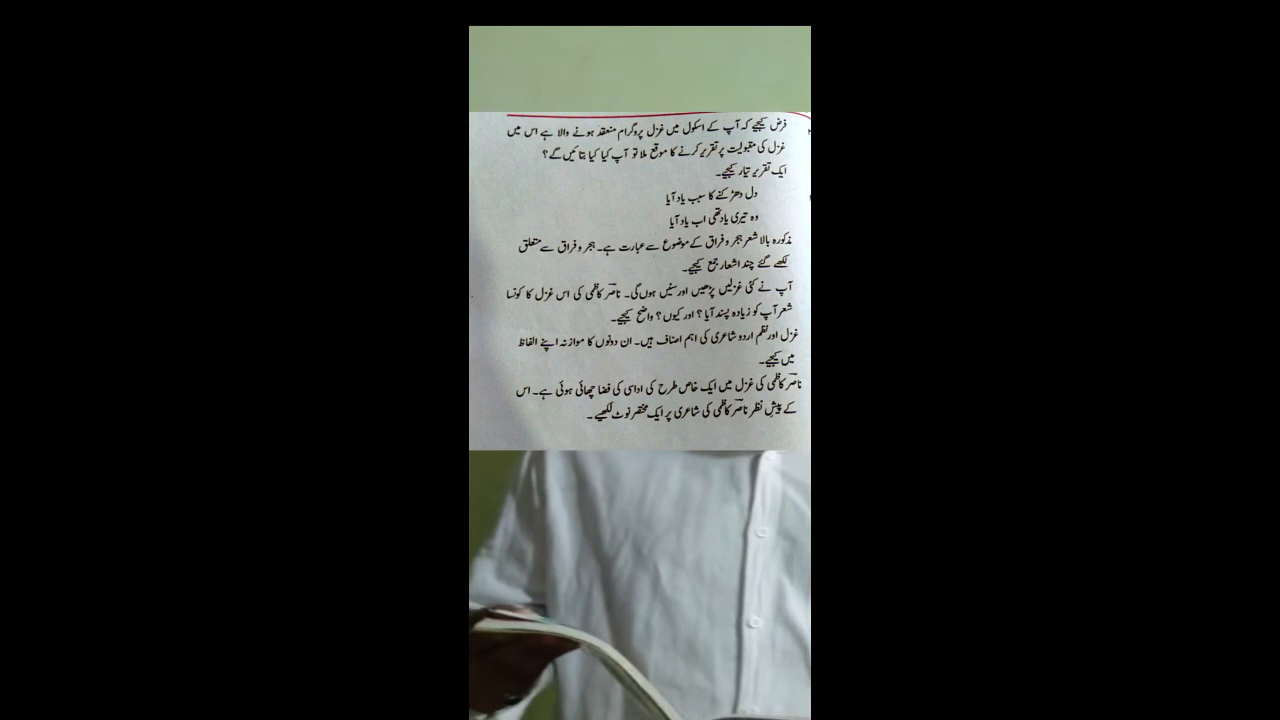 فرض کیجیے کہ آپ کے اسکول میں غزل پروگرام منعقد ہونے والا ہے اس میں
غزل کی مقبولیت پر تقریر کرنے کا موقع ملا تو آپ کیا کیا بتائیں گے؟
ایک تقریر تیار کیجیے۔
دل دھڑکنے کا سبب یاد آیا
وہ تیری یاد تھی اب یاد آیا
مذکورہ بالا شعر ہجر و فراق کے موضوع سے عبارت ہے۔ ہجر و فراق سے متعلق
لکھے گئے چند اشعار جمع کیجیے۔
آپ نے کئی غزلیں پڑھیں اور سنیں ہوں گی۔ ناصر کاظمی کی اس غزل کا کونسا
شعر آپ کو زیادہ پسند آیا؟ اور کیوں؟ واضح کیجیے۔
غزل اور نظم اردو شاعری کی اہم اصناف ہیں۔ ان دونوں کا موازنہ اپنے الفاظ
میں کیجیے۔
ناصر کاظمی کی غزل میں ایک خاص طرح کی اداسی کی فضا چھائی ہوئی ہے۔ اس
کے پیشِ نظر ناصر کاظمی کی شاعری پر ایک مختصر نوٹ لکھیے۔